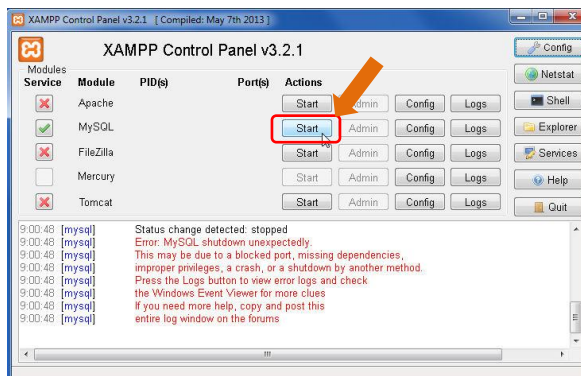 XAMPP Control Panel v3.2.1 [ Compiled: May 7th 2013 ]
XAMPP Control Panel v3.2.1
Config
Modules
Service Module PID(s) Port(s) Actions
Netstat
Apache Start Admin Config Logs
Shell
MySQL Start Admin Config Logs
Explorer
FileZilla Start Admin Config Logs
Services
Mercury Start Admin Config Logs
Help
Tomcat Start Admin Config Logs
Quit
9:00:48 [mysql] Status change detected: stopped
9:00:48 [mysql] Error: MySQL shutdown unexpectedly.
9:00:48 [mysql] This may be due to a blocked port, missing dependencies,
9:00:48 [mysql] improper privileges, a crash, or a shutdown by another method.
9:00:48 [mysql] Press the Logs button to view error logs and check
9:00:48 [mysql] the Windows Event Viewer for more clues
9:00:48 [mysql] If you need more help, copy and post this
9:00:48 [mysql] entire log window on the forums